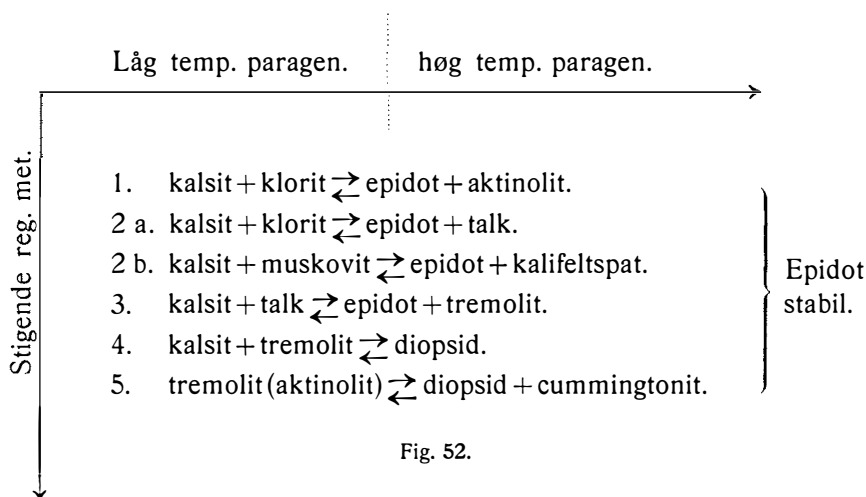 Låg temp. paragen. høg temp. paragen.
Stigende reg. met.
1. kalsit + klorit ⇄ epidot + aktinolit.
2 a. kalsit + klorit ⇄ epidot + talk.
2 b. kalsit + muskovit ⇄ epidot + kalifeltspat.
3. kalsit + talk ⇄ epidot + tremolit.
4. kalsit + tremolit ⇄ diopsid.
5. tremolit (aktinolit) ⇄ diopsid + cummingtonit.
Epidot
stabil.
Fig. 52.